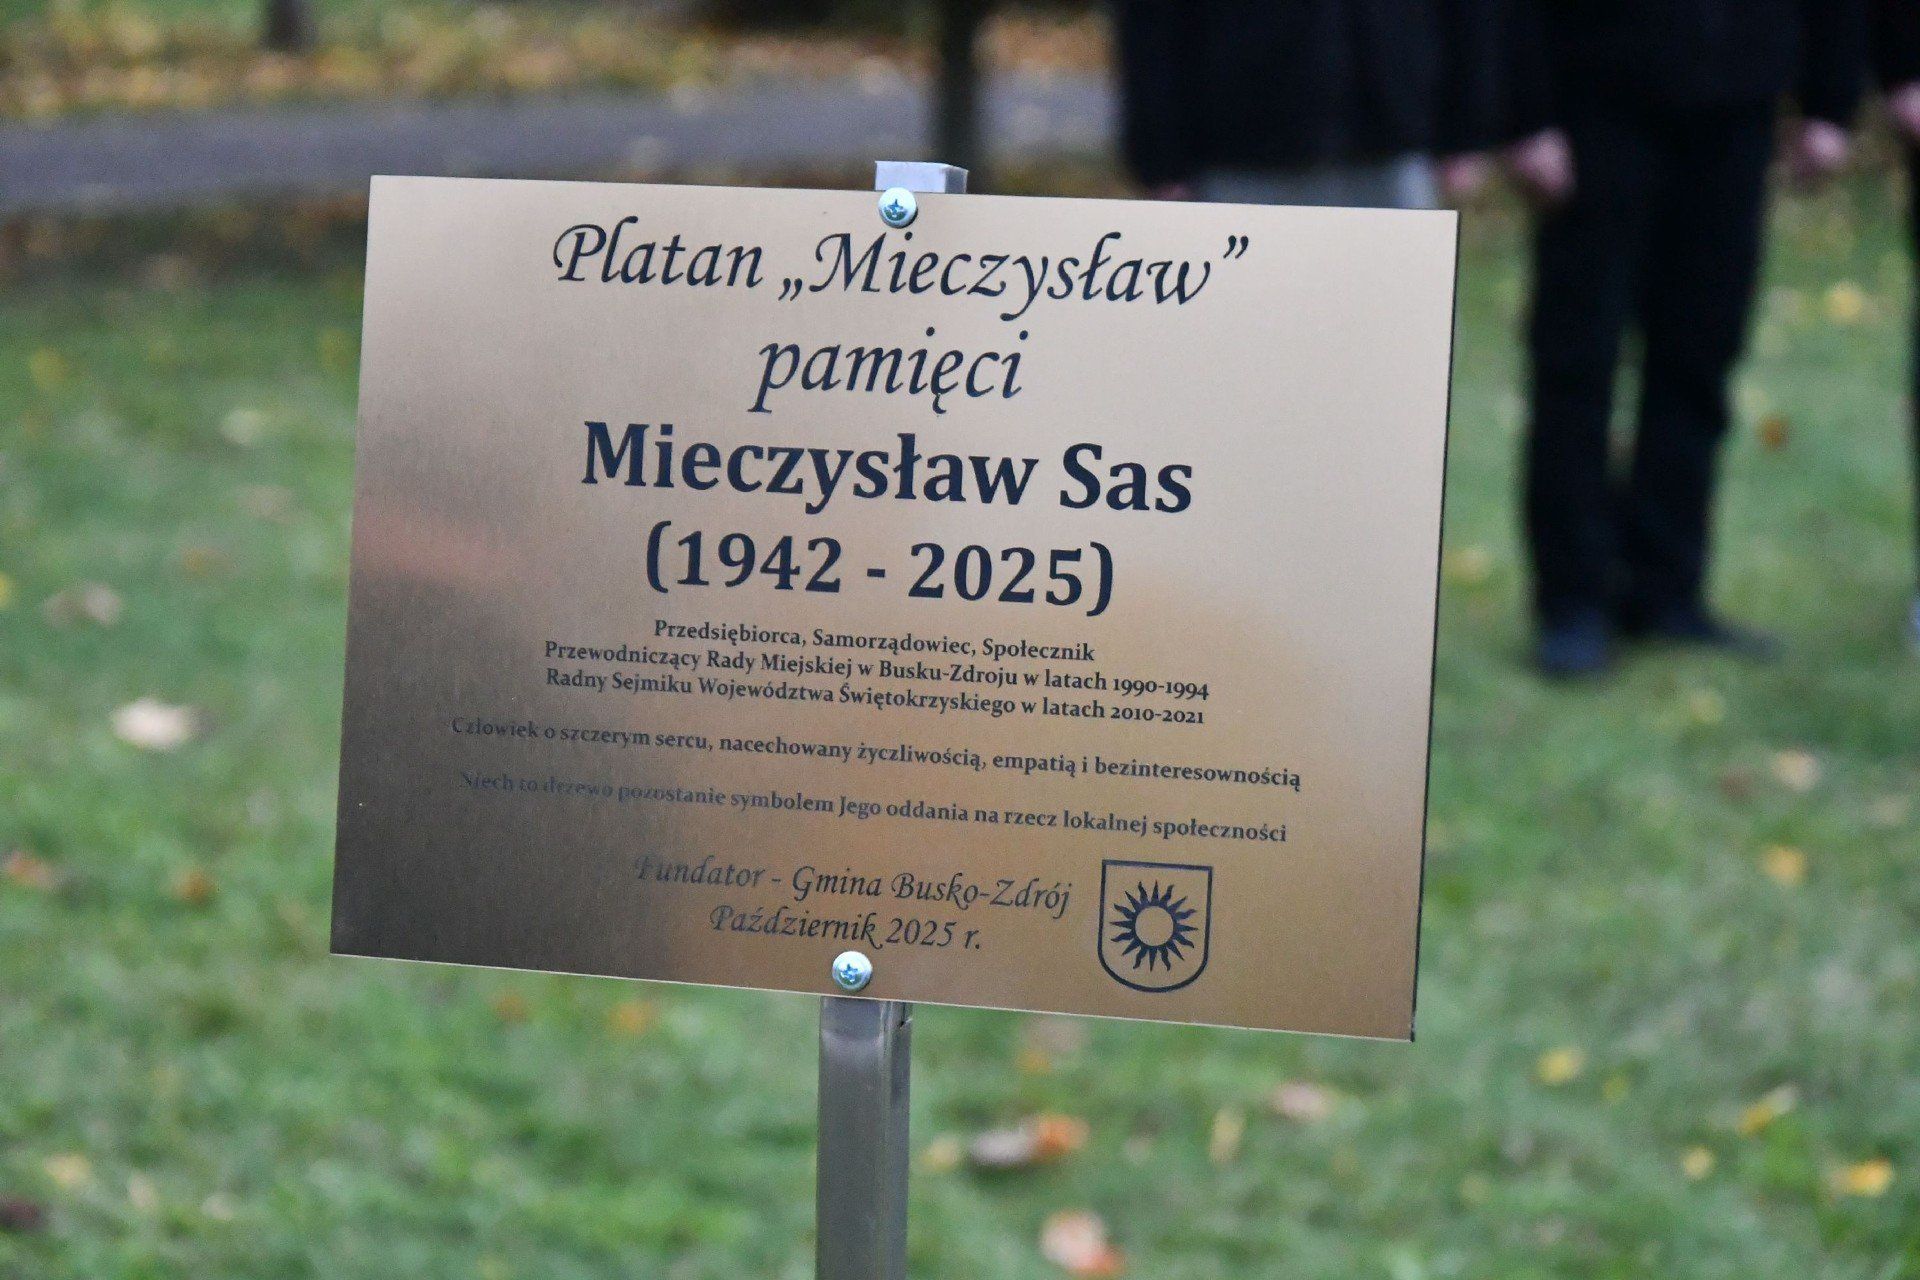 Platan „Mieczysław”
pamięci
Mieczysław Sas
(1942 - 2025)
Przedsiębiorca, Samorządowiec, Społecznik
Przewodniczący Rady Miejskiej w Busku-Zdroju w latach 1990-1994
Radny Sejmiku Województwa Świętokrzyskiego w latach 2010-2021
Człowiek o szczerym sercu, nacechowany życzliwością, empatią i bezinteresownością
Niech to drzewo pozostanie symbolem Jego oddania na rzecz lokalnej społeczności
Fundator - Gmina Busko-Zdrój
Październik 2025 r.